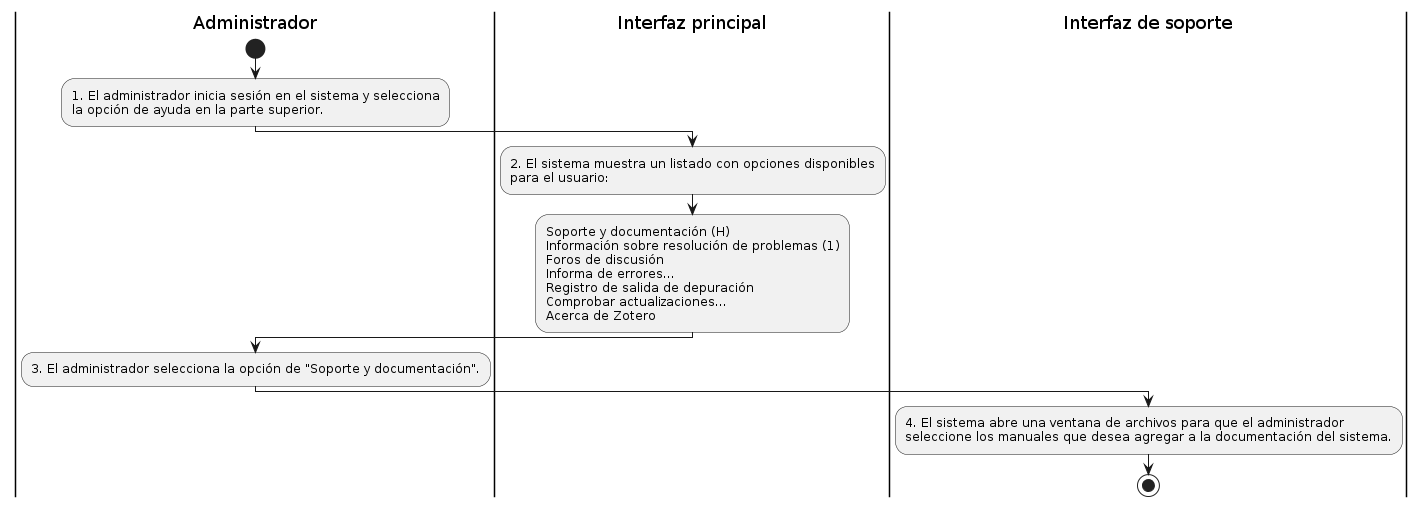 Administrador
Interfaz principal
Interfaz de soporte
1. El administrador inicia sesión en el sistema y selecciona
la opción de ayuda en la parte superior.
2. El sistema muestra un listado con opciones disponibles
para el usuario:
Soporte y documentación (H)
Información sobre resolución de problemas (1)
Foros de discusión
Informa de errores...
Registro de salida de depuración
Comprobar actualizaciones...
Acerca de Zotero
3. El administrador selecciona la opción de "Soporte y documentación".
4. El sistema abre una ventana de archivos para que el administrador
seleccione los manuales que desea agregar a la documentación del sistema.